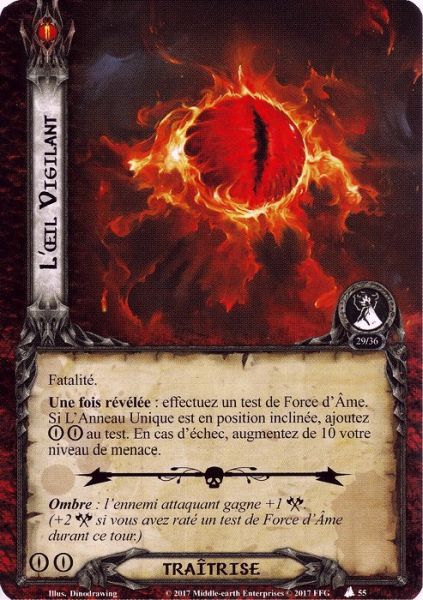 L'ŒIL VIGILANT
29/36
Fatalité.
Une fois révélée : effectuez un test de Force d'Âme.
Si L'Anneau Unique est en position inclinée, ajoutez
au test. En cas d'échec, augmentez de 10 votre
niveau de menace.
Ombre : l'ennemi attaquant gagne +1 .
(+2 si vous avez raté un test de Force d'Âme
durant ce tour.)
TRAÎTRISE
Illus. Dinodrawing © 2017 Middle-earth Enterprises © 2017 FFG 55